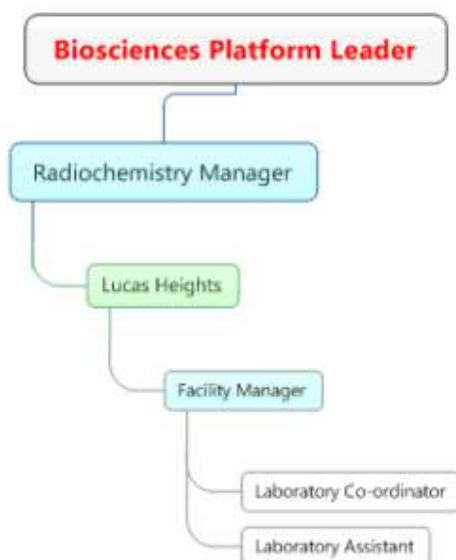 Biosciences Platform Leader
Radiochemistry Manager
Lucas Heights
Facility Manager
Laboratory Co-ordinator
Laboratory Assistant